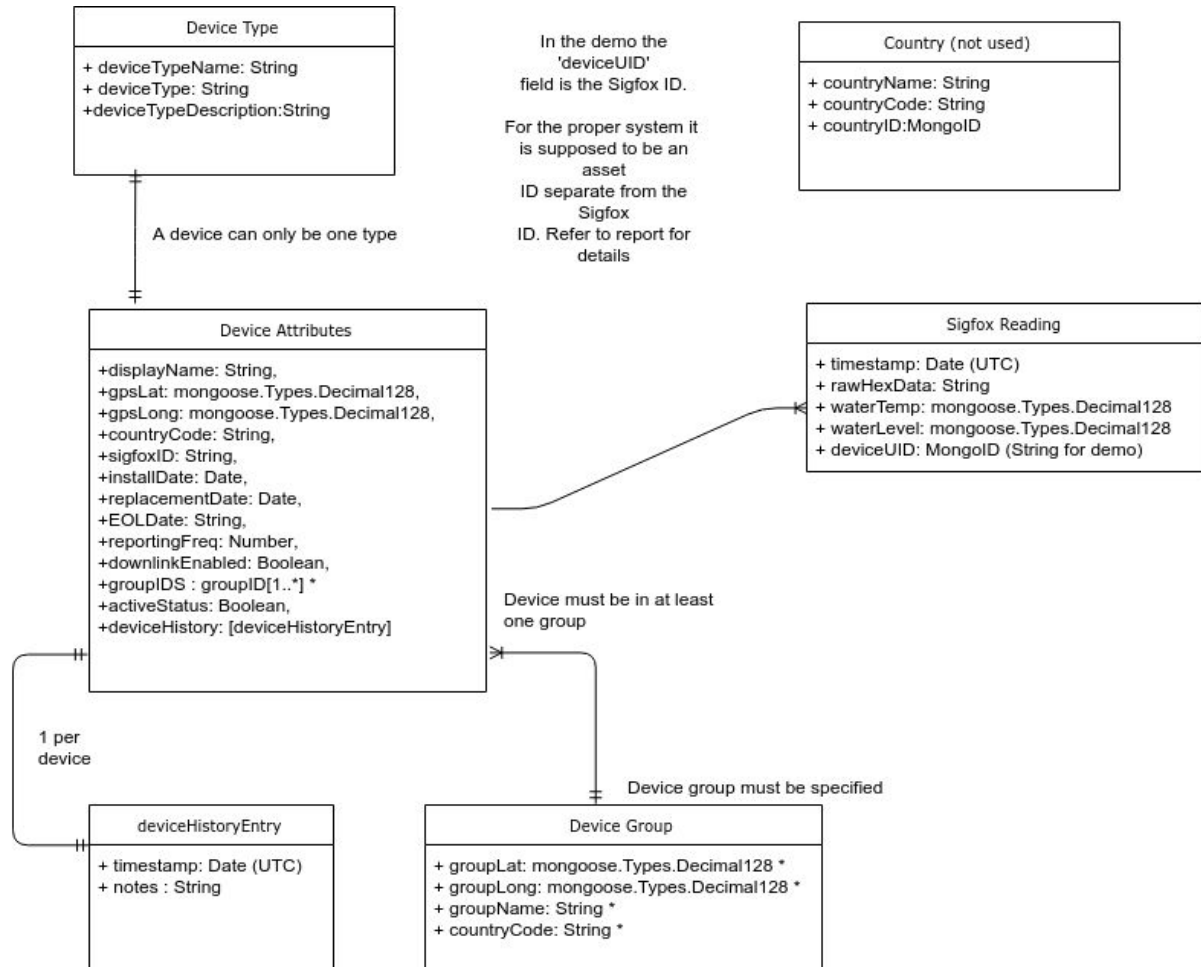 Device Type
+ deviceTypeName: String
+ deviceType: String
+deviceTypeDescription:String
In the demo the
'deviceUID'
field is the Sigfox ID.
For the proper system it
is supposed to be an
asset
ID separate from the
Sigfox
ID. Refer to report for
details
Country (not used)
+ countryName: String
+ countryCode: String
+ countryID:MongoID
A device can only be one type
Device Attributes
+displayName: String,
+gpsLat: mongoose.Types.Decimal128,
+gpsLong: mongoose.Types.Decimal128,
+countryCode: String,
+sigfoxID: String,
+installDate: Date,
+replacementDate: Date,
+EOLDate: String,
+reportingFreq: Number,
+downlinkEnabled: Boolean,
+groupIDS : groupID[1..*] *
+activeStatus: Boolean,
+deviceHistory: [deviceHistoryEntry]
Sigfox Reading
+ timestamp: Date (UTC)
+ rawHexData: String
+ waterTemp: mongoose.Types.Decimal128
+ waterLevel: mongoose.Types.Decimal128
+ deviceUID: MongoID (String for demo)
Device must be in at least
one group
1 per
device
Device group must be specified
deviceHistoryEntry
+ timestamp: Date (UTC)
+ notes : String
Device Group
+ groupLat: mongoose.Types.Decimal128 *
+ groupLong: mongoose.Types.Decimal128 *
+ groupName: String *
+ countryCode: String *